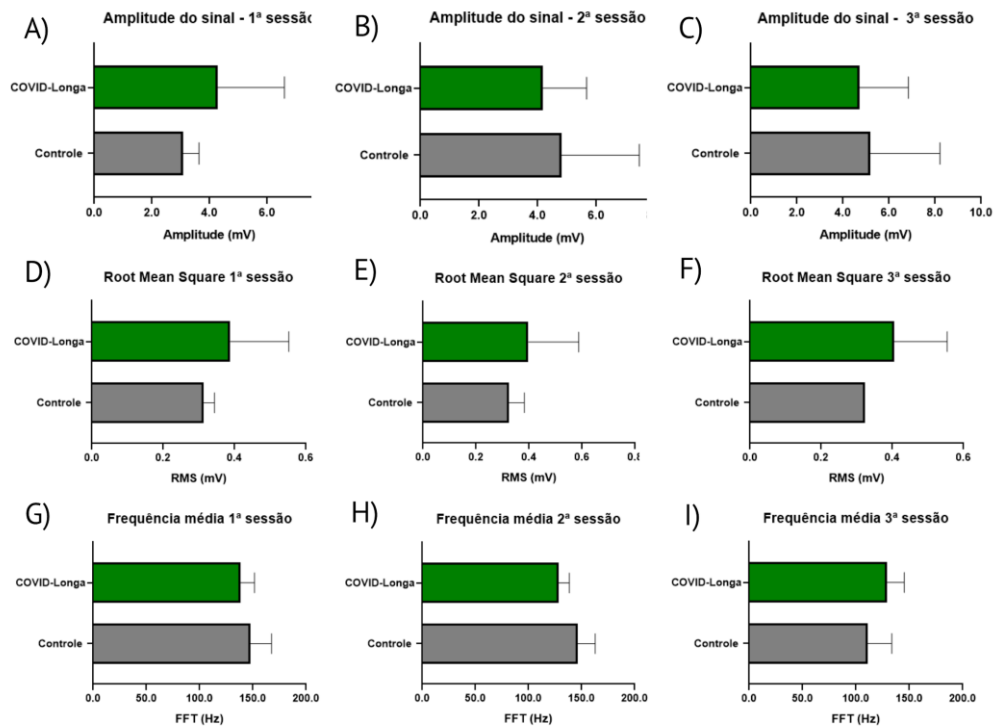 A)
Amplitude do sinal - 1ª sessão
COVID-Longa
Controle
0.0 2.0 4.0 6.0
Amplitude (mV)
B)
Amplitude do sinal - 2ª sessão
COVID-Longa
Controle
0.0 2.0 4.0 6.0
Amplitude (mV)
C)
Amplitude do sinal - 3ª sessão
COVID-Longa
Controle
0.0 2.0 4.0 6.0 8.0 10.0
Amplitude (mV)
D)
Root Mean Square 1ª sessão
COVID-Longa
Controle
0.0 0.2 0.4 0.6
RMS (mV)
E)
Root Mean Square 2ª sessão
COVID-Longa
Controle
0.0 0.2 0.4 0.6 0.8
RMS (mV)
F)
Root Mean Square 3ª sessão
COVID-Longa
Controle
0.0 0.2 0.4 0.6
RMS (mV)
G)
Frequência média 1ª sessão
COVID-Longa
Controle
0.0 50.0 100.0 150.0 200.0
FFT (Hz)
H)
Frequência média 2ª sessão
COVID-Longa
Controle
0.0 50.0 100.0 150.0 200.0
FFT (Hz)
I)
Frequência média 3ª sessão
COVID-Longa
Controle
0.0 50.0 100.0 150.0 200.0
FFT (Hz)